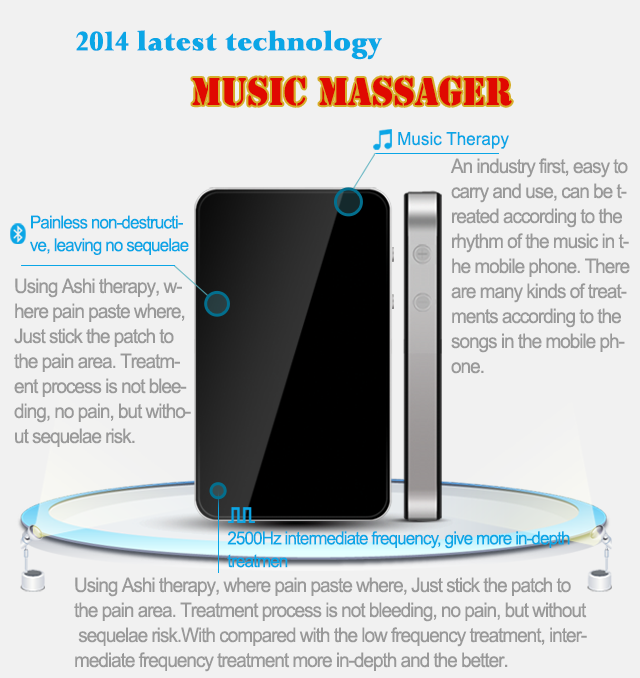 2014 latest technology
MUSIC MASSAGER
Music Therapy
An industry first, easy to
carry and use, can be t-
reated according to the
rhythm of the music in t-
he mobile phone. There
are many kinds of treat-
ments according to the
songs in the mobile ph-
one.
Painless non-destructi-
ve, leaving no sequelae
Using Ashi therapy, w-
here pain paste where,
Just stick the patch to
the pain area. Treatm-
ent process is not blee-
ding, no pain, but witho-
ut sequelae risk.
2500Hz intermediate frequency, give more in-depth
treatmen
Using Ashi therapy, where pain paste where, Just stick the patch to
the pain area. Treatment process is not bleeding, no pain, but without
sequelae risk.With compared with the low frequency treatment, inter-
mediate frequency treatment more in-depth and the better.